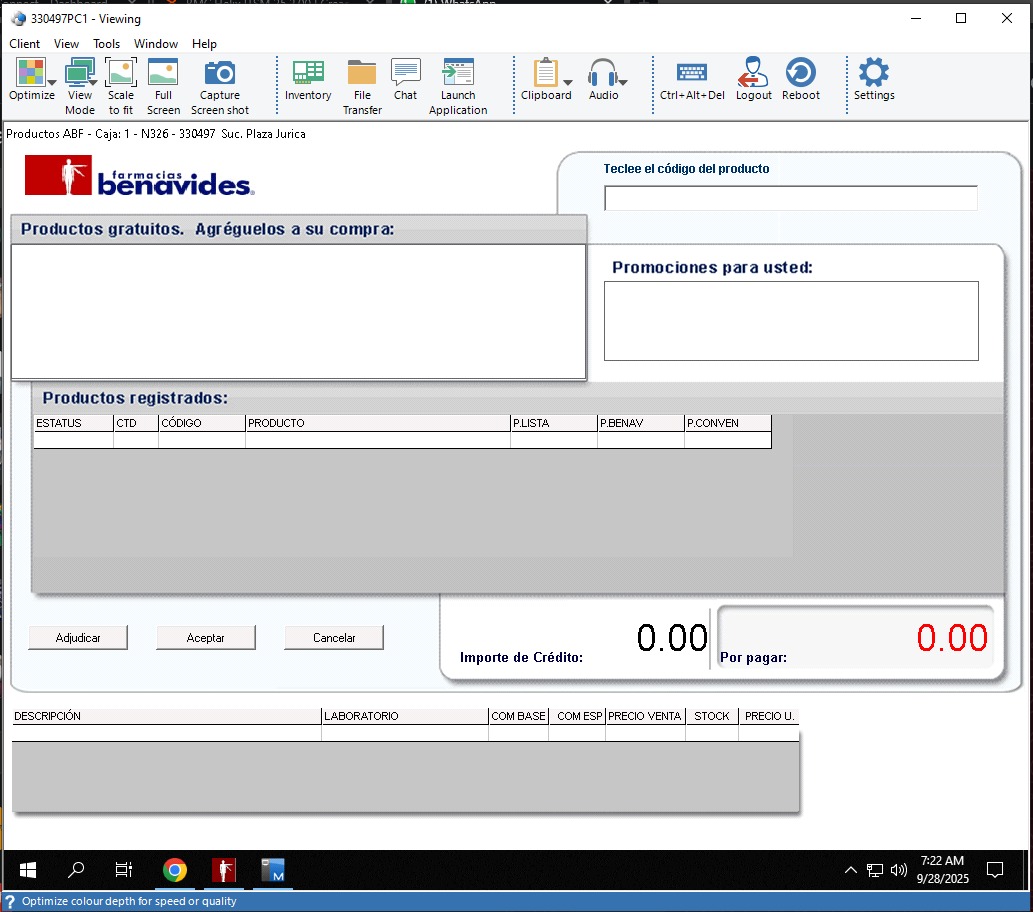 330497PC1 - Viewing
Client View Tools Window Help
Optimize View Mode Scale to fit Full Screen Capture Screen shot Inventory File Transfer Chat Launch Application Clipboard Audio Ctrl+Alt+Del Logout Reboot Settings
Productos ABF - Caja: 1 - N326 - 330497 Suc. Plaza Jurica
farmacias
benavides.
Teclee el código del producto
Productos gratuitos. Agréguelos a su compra:
Promociones para usted:
Productos registrados:
ESTATUS CTD CÓDIGO PRODUCTO P.LISTA P.BENAV P.CONVEN
Adjudicar Aceptar Cancelar
Importe de Crédito: 0.00
Por pagar: 0.00
DESCRIPCIÓN LABORATORIO COM BASE COM ESP PRECIO VENTA STOCK PRECIO U.
7:22 AM
9/28/2025
? Optimize colour depth for speed or quality